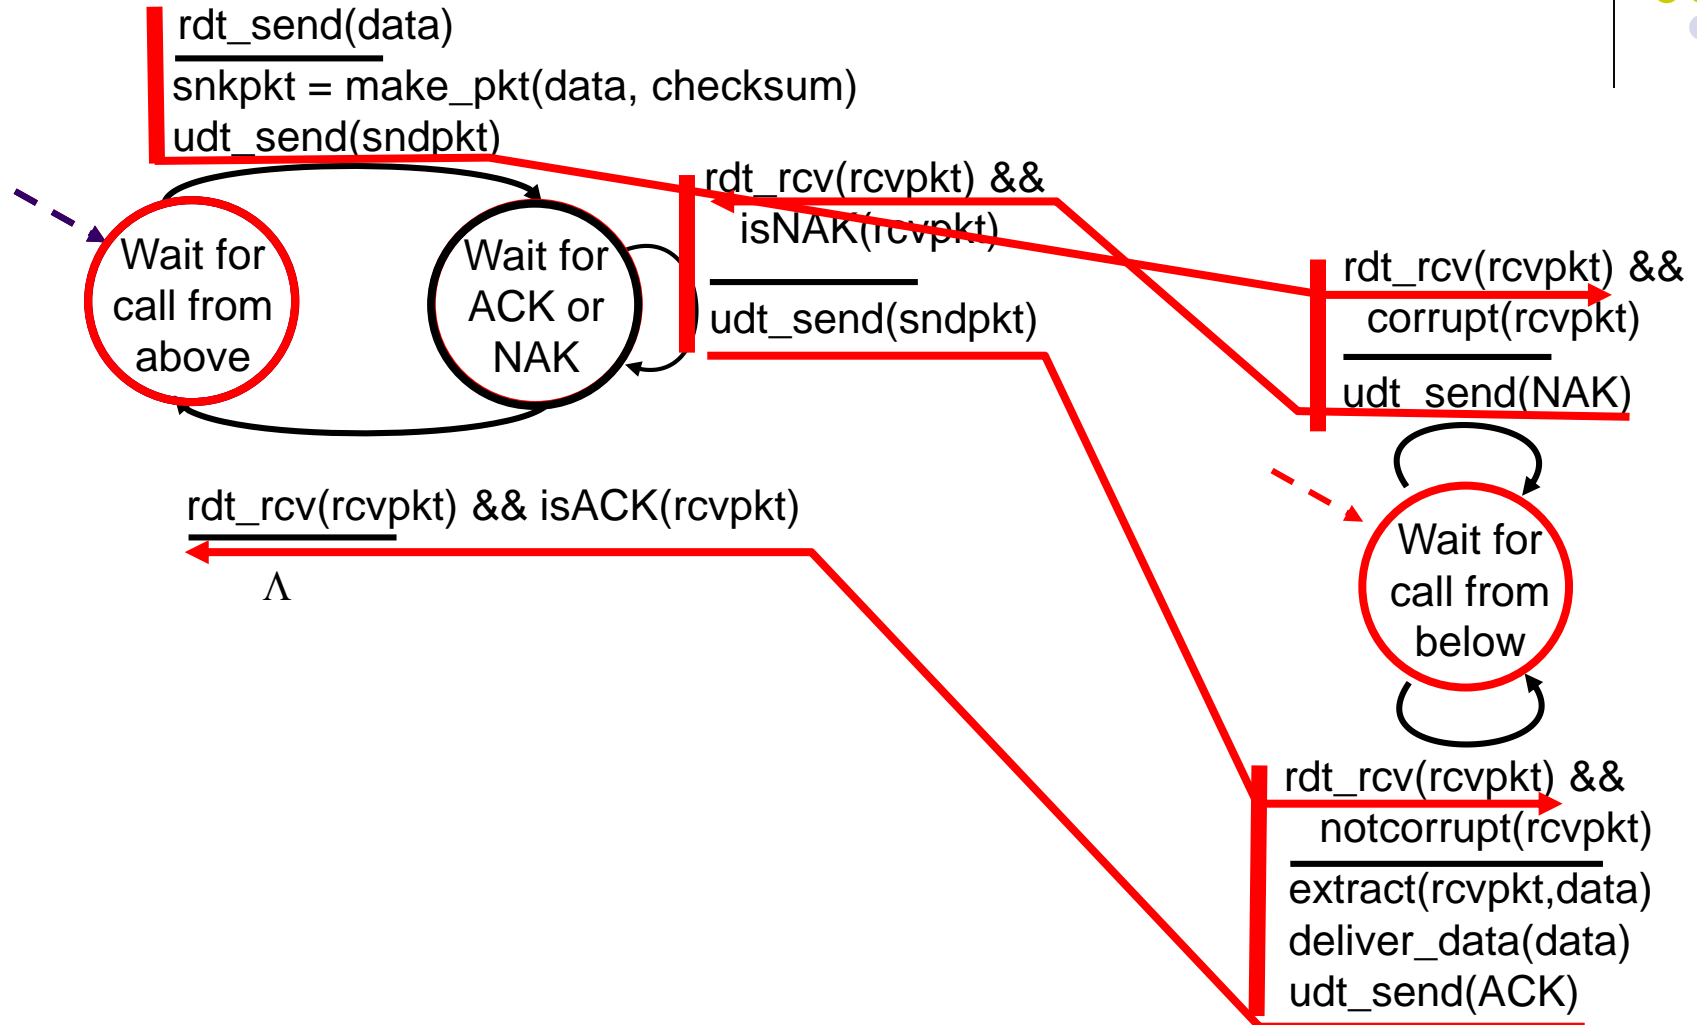 rdt_send(data)
snkpkt = make_pkt(data, checksum)
udt_send(sndpkt)
rdt_rcv(rcvpkt) &&
isNAK(rcvpkt)
udt_send(sndpkt)
Wait for
call from
above
Wait for
ACK or
NAK
rdt_rcv(rcvpkt) && isACK(rcvpkt)
Λ
rdt_rcv(rcvpkt) &&
corrupt(rcvpkt)
udt_send(NAK)
Wait for
call from
below
rdt_rcv(rcvpkt) &&
notcorrupt(rcvpkt)
extract(rcvpkt,data)
deliver_data(data)
udt_send(ACK)